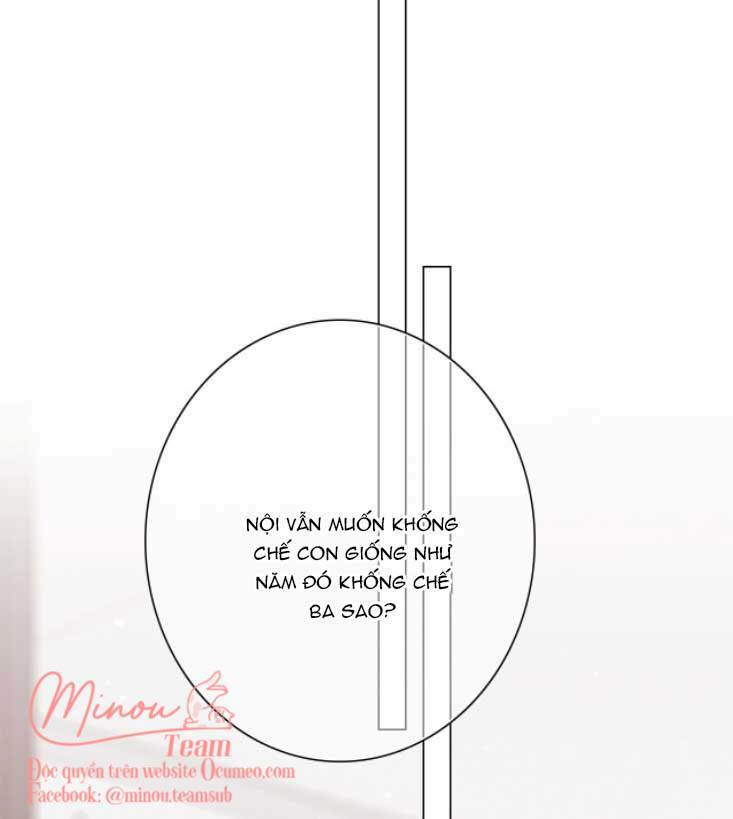 NỘI VẪN MUỐN KHỐNG
CHẾ CON GIỐNG NHƯ
NĂM ĐÓ KHỐNG CHẾ
BA SAO?
Minou
Team
Độc quyền trên website Ocumeo.com
Facebook: @minou.teamsub